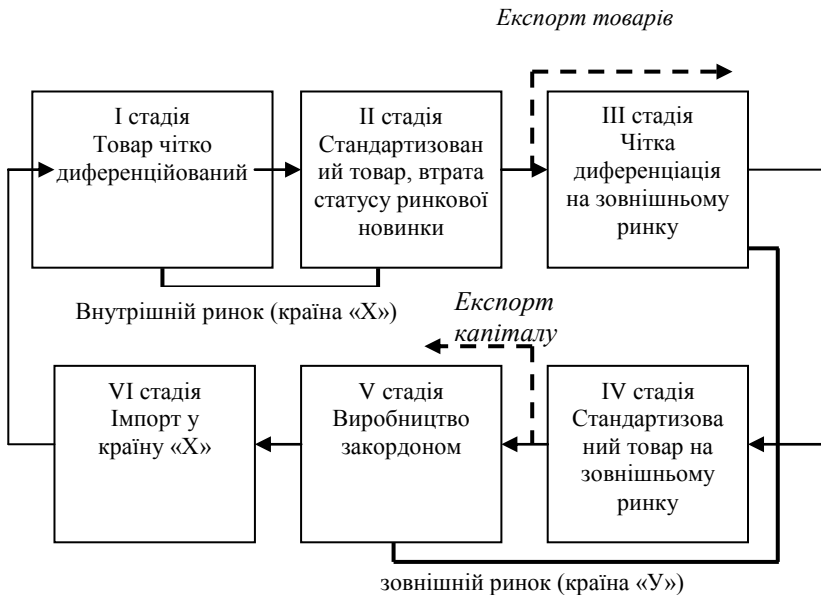 Експорт товарів
І стадія
Товар чітко
диференційований
ІІ стадія
Стандартизован
ий товар, втрата
статусу ринкової
новинки
ІІІ стадія
Чітка
диференціація
на зовнішньому
ринку
Внутрішній ринок (країна «Х»)
Експорт
капіталу
VI стадія
Імпорт у
країну «Х»
V стадія
Виробництво
закордоном
IV стадія
Стандартизова
ний товар на
зовнішньому
ринку
зовнішній ринок (країна «У»)